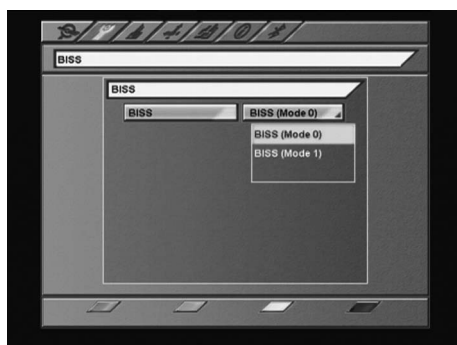 BISS
BISS
BISS BISS (Mode 0)
BISS (Mode 0)
BISS (Mode 1)